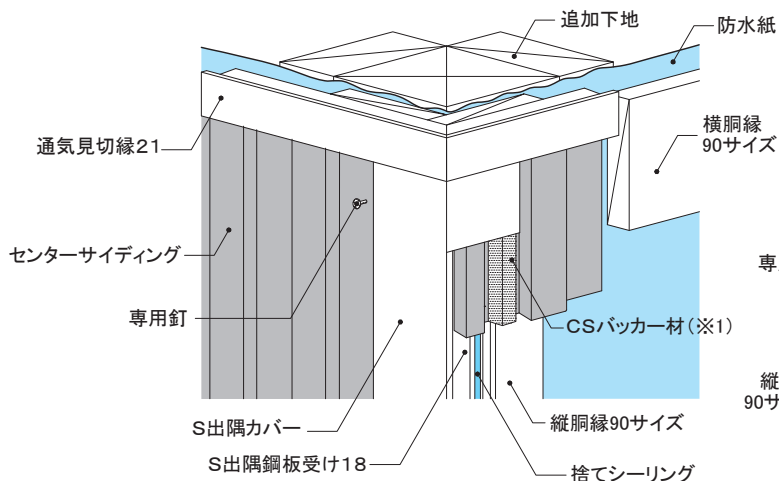 追加下地
防水紙
通気見切縁21
横胴縁
90サイズ
センターサイディング
専
専用釘
CSバッカー材(※1)
縦
90サ
S出隅カバー
縦胴縁90サイズ
S出隅鋼板受け18
捨てシーリング